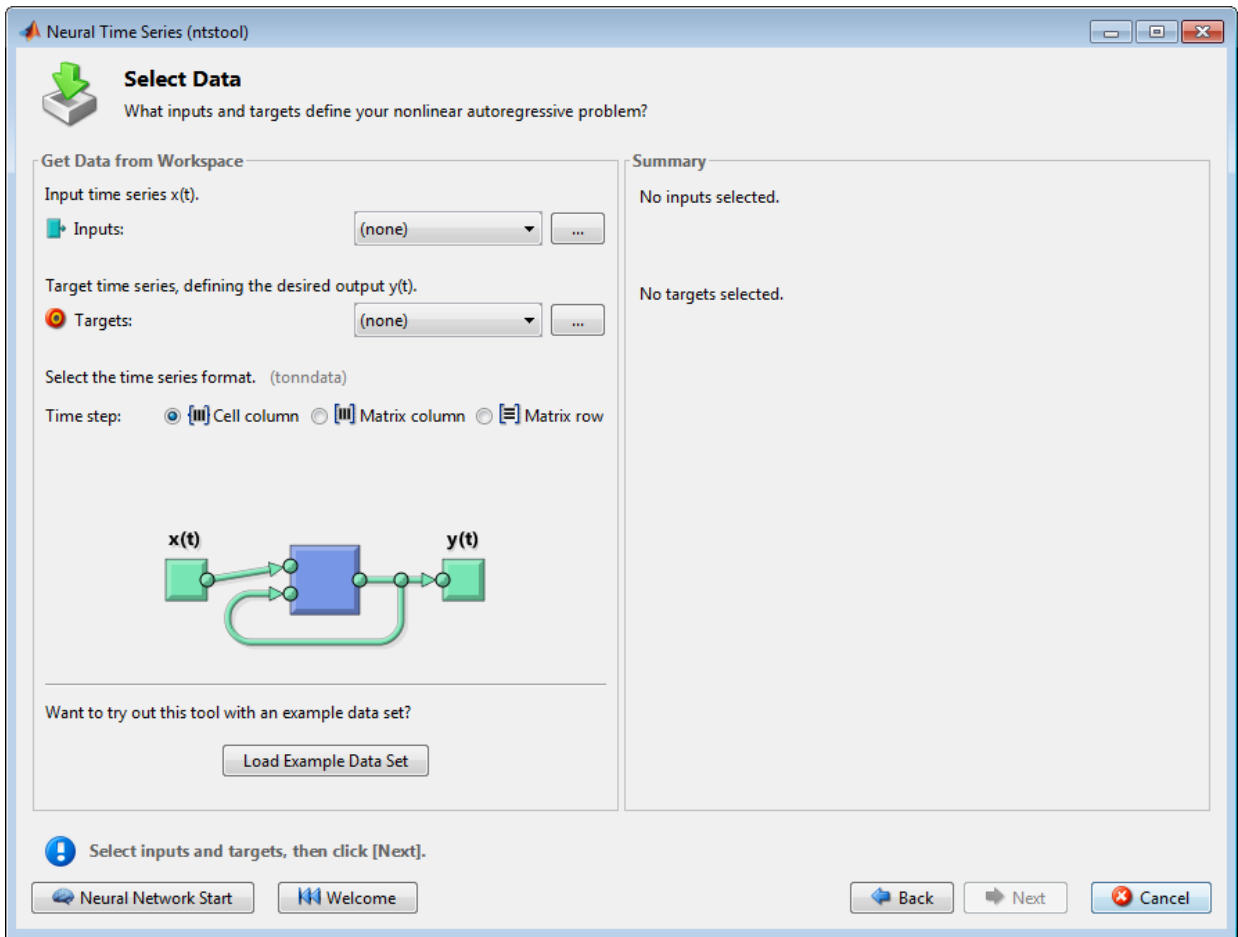 Neural Time Series (ntstool)
Select Data
What inputs and targets define your nonlinear autoregressive problem?
Get Data from Workspace
Input time series x(t).
Inputs: (none) ...
Target time series, defining the desired output y(t).
Targets: (none) ...
Select the time series format. (tonndata)
Time step: Cell column Matrix column Matrix row
x(t) y(t)
Want to try out this tool with an example data set?
Load Example Data Set
Summary
No inputs selected.
No targets selected.
Select inputs and targets, then click [Next].
Neural Network Start Welcome Back Next Cancel